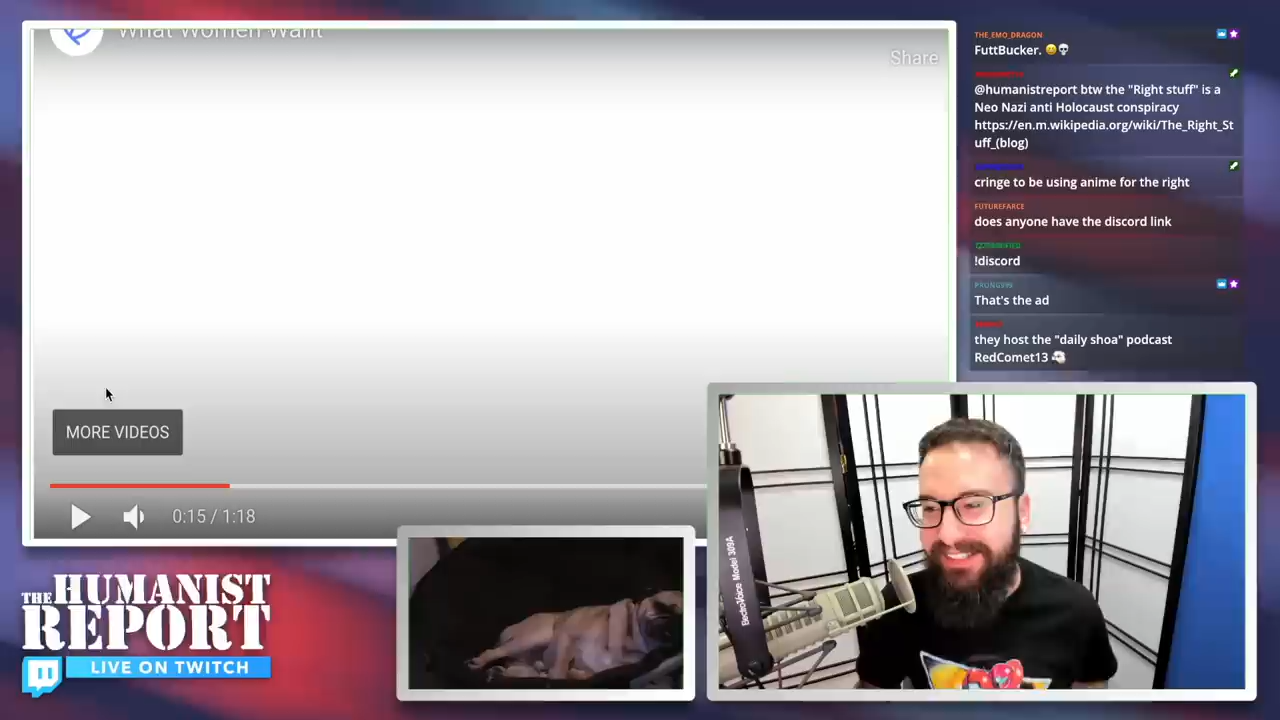 What Women Want
Share
MORE VIDEOS
0:15 / 1:18
THE HUMANIST
REPORT
LIVE ON TWITCH
THE_EMO_DRAGON
FuttBucker.
@humanistreport btw the "Right stuff" is a
Neo Nazi anti Holocaust conspiracy
https://en.m.wikipedia.org/wiki/The_Right_St
uff_(blog)
cringe to be using anime for the right
FUTUREFARCE
does anyone have the discord link
!discord
That's the ad
they host the "daily shoa" podcast
RedComet13
ElectroVoice Model 309A